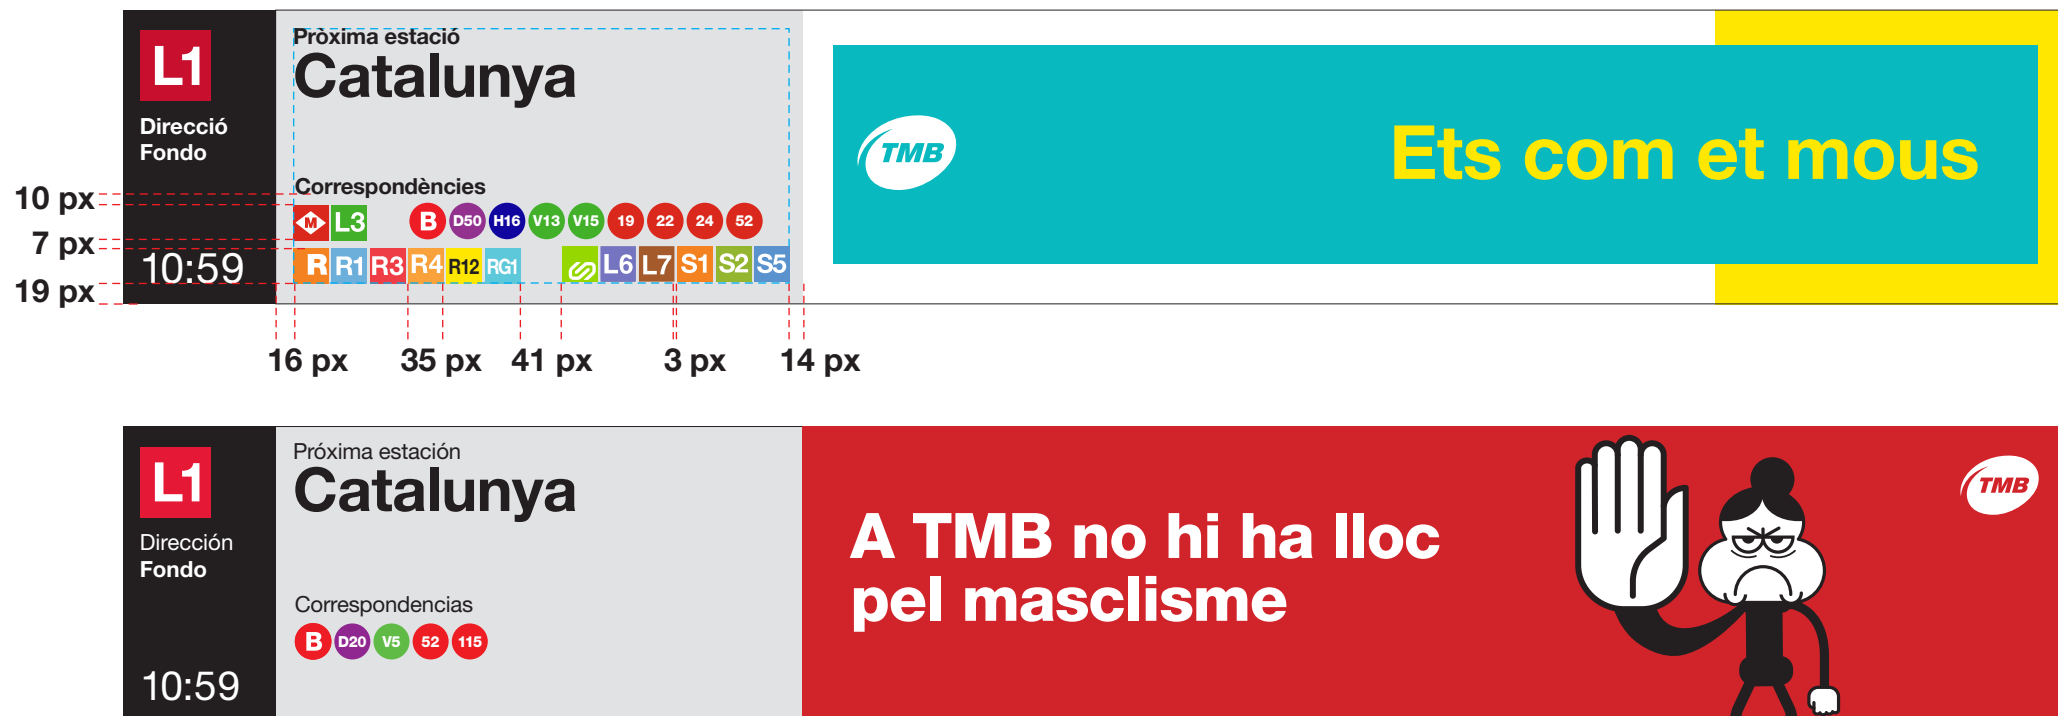 L1
Direcció
Fondo
10:59
Pròxima estació
Catalunya
Correspondències
M L3 B D50 H16 V13 V15 19 22 24 52
R R1 R3 R4 R12 RG1 L6 L7 S1 S2 S5
TMB
Ets com et mous
10 px
7 px
19 px
16 px 35 px 41 px 3 px 14 px
L1
Dirección
Fondo
10:59
Próxima estación
Catalunya
Correspondencias
B D20 V5 52 115
A TMB no hi ha lloc
pel masclisme
TMB